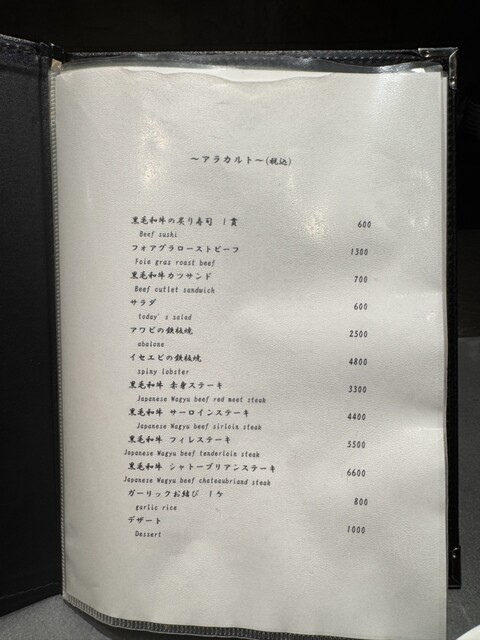 ～アラカルト～(税込)
黒毛和牛の炙り寿司 1貫 600
Beef sushi
フォアグラローストビーフ 1300
Foie gras roast beef
黒毛和牛カツサンド 700
Beef cutlet sandwich
サラダ 600
today's salad
アワビの鉄板焼 2500
abalone
イセエビの鉄板焼 4800
spiny lobster
黒毛和牛 赤身ステーキ 3300
Japanese Wagyu beef red meet steak
黒毛和牛 サーロインステーキ 4400
Japanese Wagyu beef sirloin steak
黒毛和牛 フィレステーキ 5500
Japanese Wagyu beef tenderloin steak
黒毛和牛 シャトーブリアンステーキ 6600
Japanese Wagyu beef chateaubriand steak
ガーリックお結び 1ケ 800
garlic rice
デザート 1000
Dessert